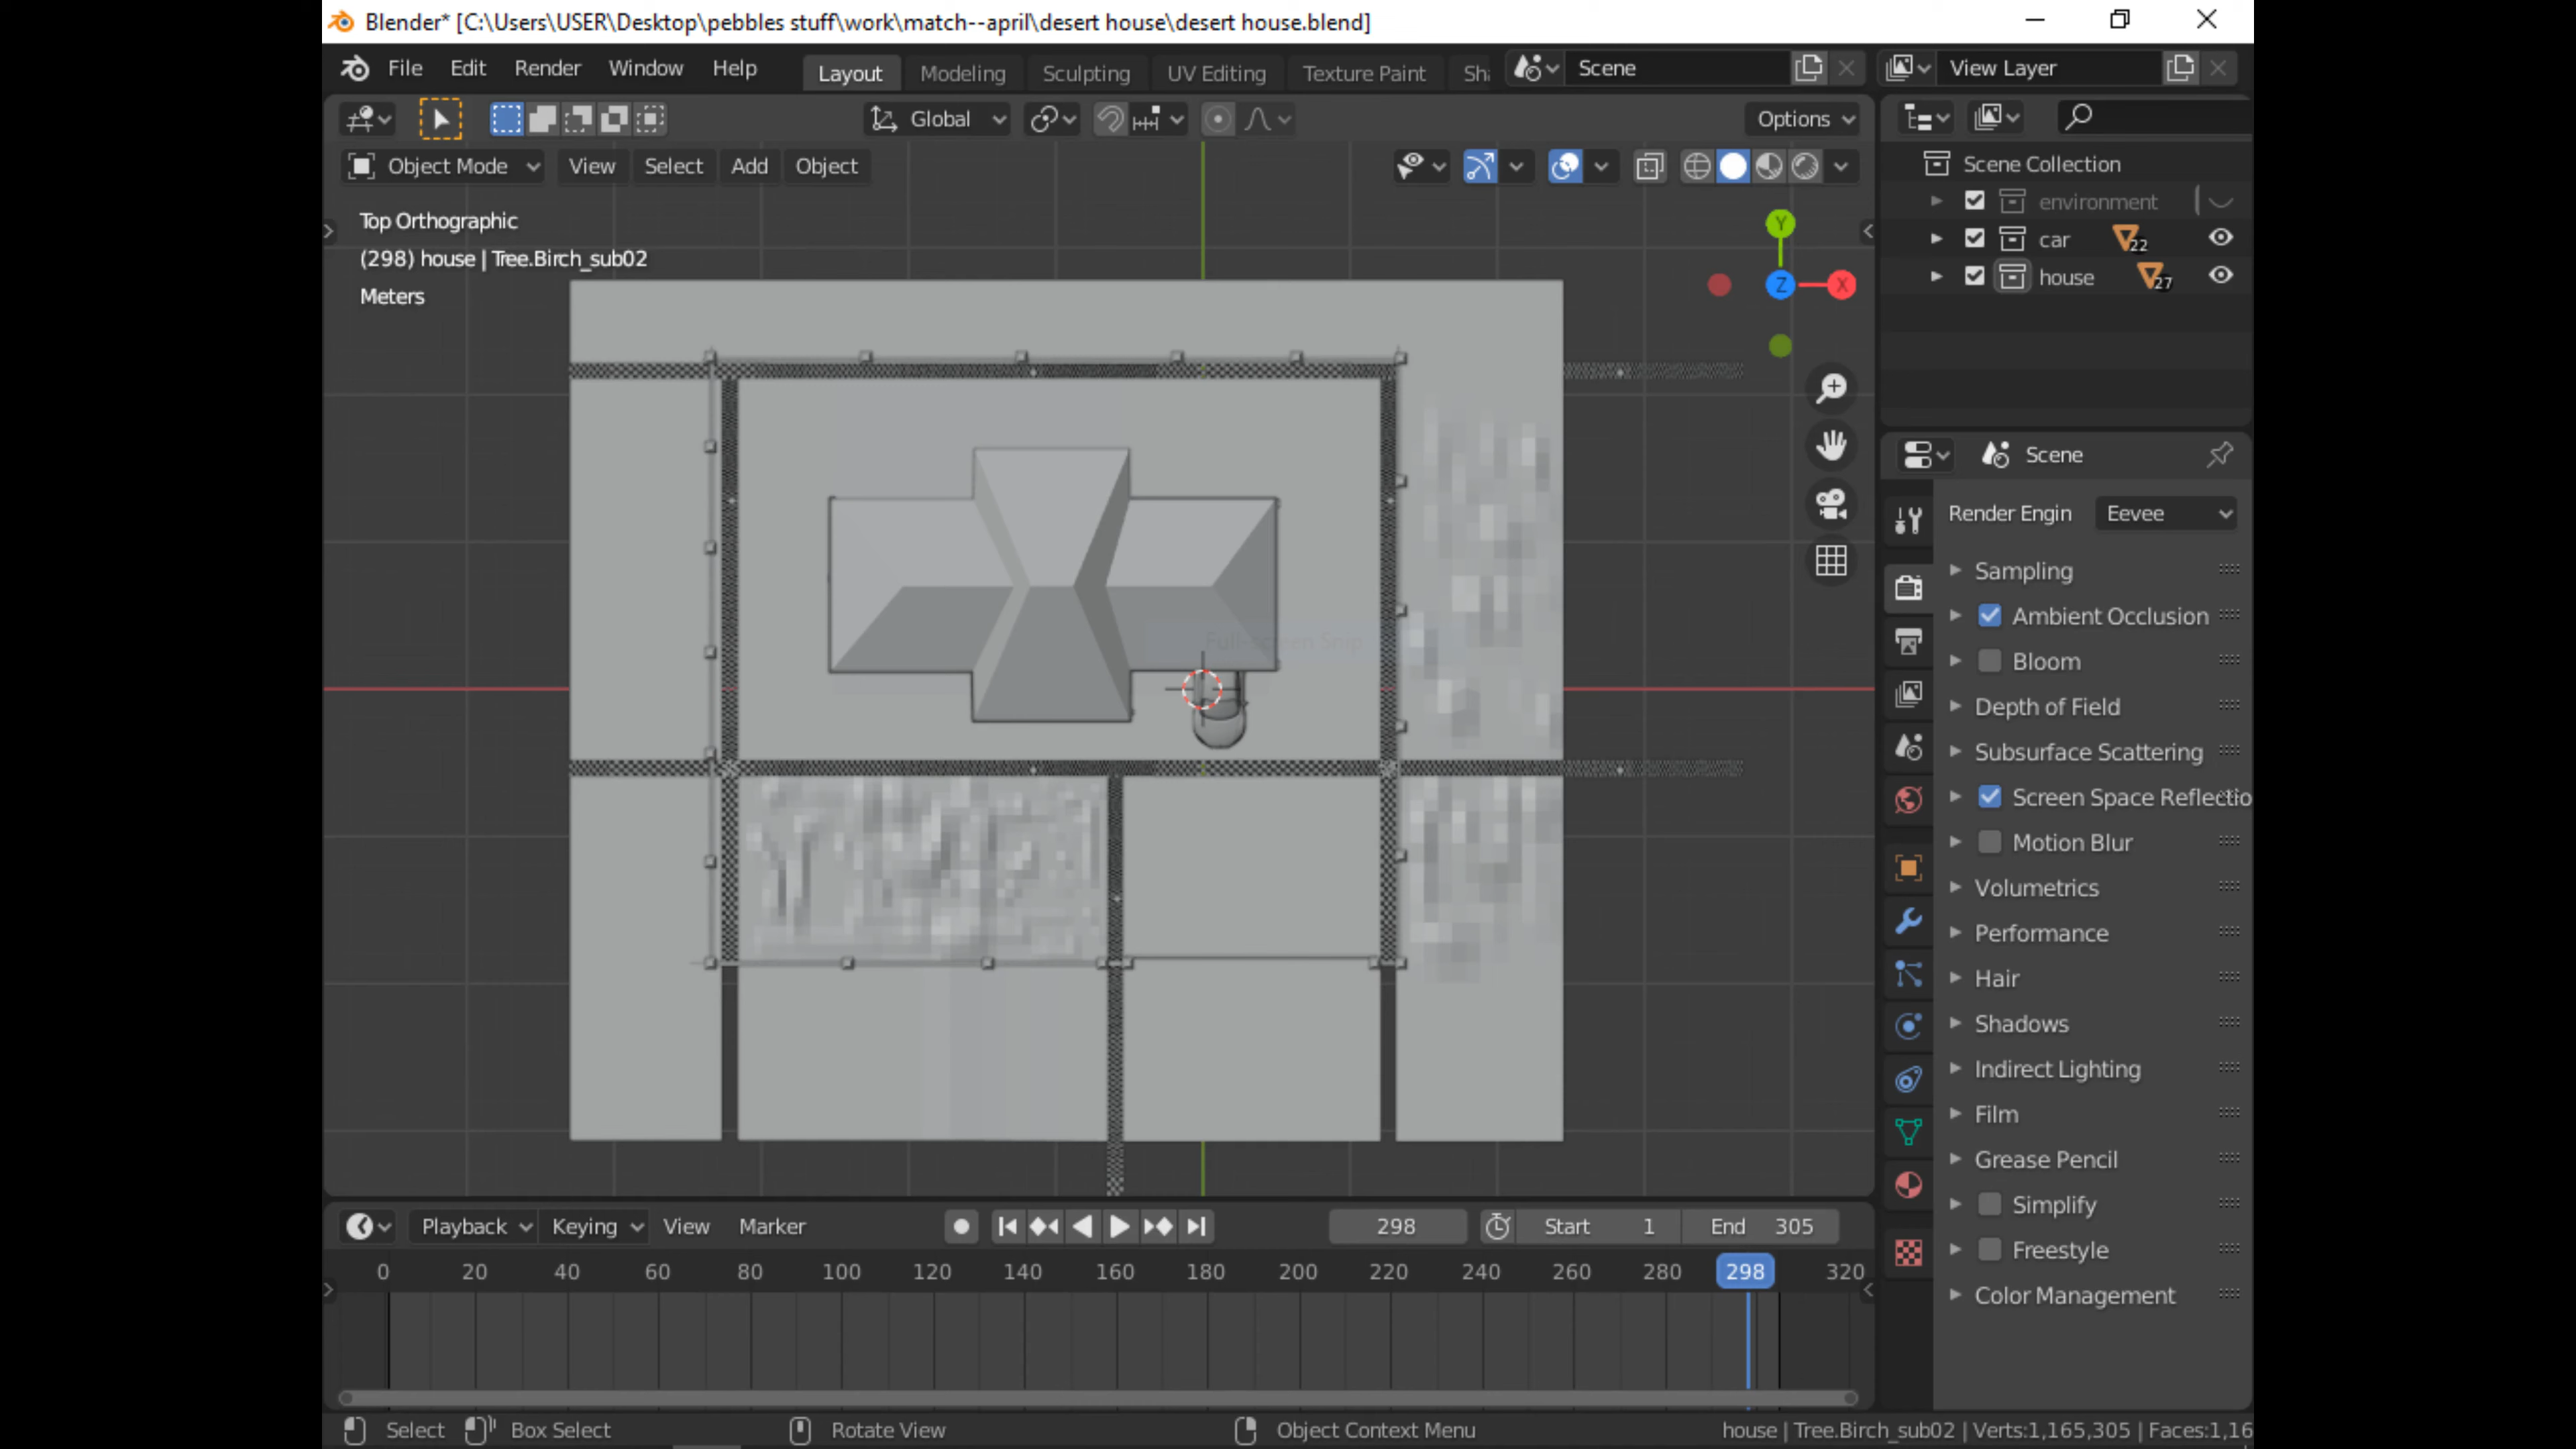 Blender* [C:\Users\USER\Desktop\pebbles stuff\work\match--april\desert house\desert house.blend]
File Edit Render Window Help Layout Modeling Sculpting UV Editing Texture Paint Sh Scene View Layer
Global Options
Object Mode View Select Add Object
Scene Collection
environment
car 22
house 27
Top Orthographic
(298) house | Tree.Birch_sub02
Meters
Y
Z X
Full-screen Snip
Scene
Render Engin Eevee
Sampling
Ambient Occlusion
Bloom
Depth of Field
Subsurface Scattering
Screen Space Reflectio
Motion Blur
Volumetrics
Performance
Hair
Shadows
Indirect Lighting
Film
Grease Pencil
Simplify
Freestyle
Color Management
Playback Keying View Marker 298 Start 1 End 305
0 20 40 60 80 100 120 140 160 180 200 220 240 260 280 298 320
Select Box Select Rotate View Object Context Menu house | Tree.Birch_sub02 | Verts:1,165,305 | Faces:1,16